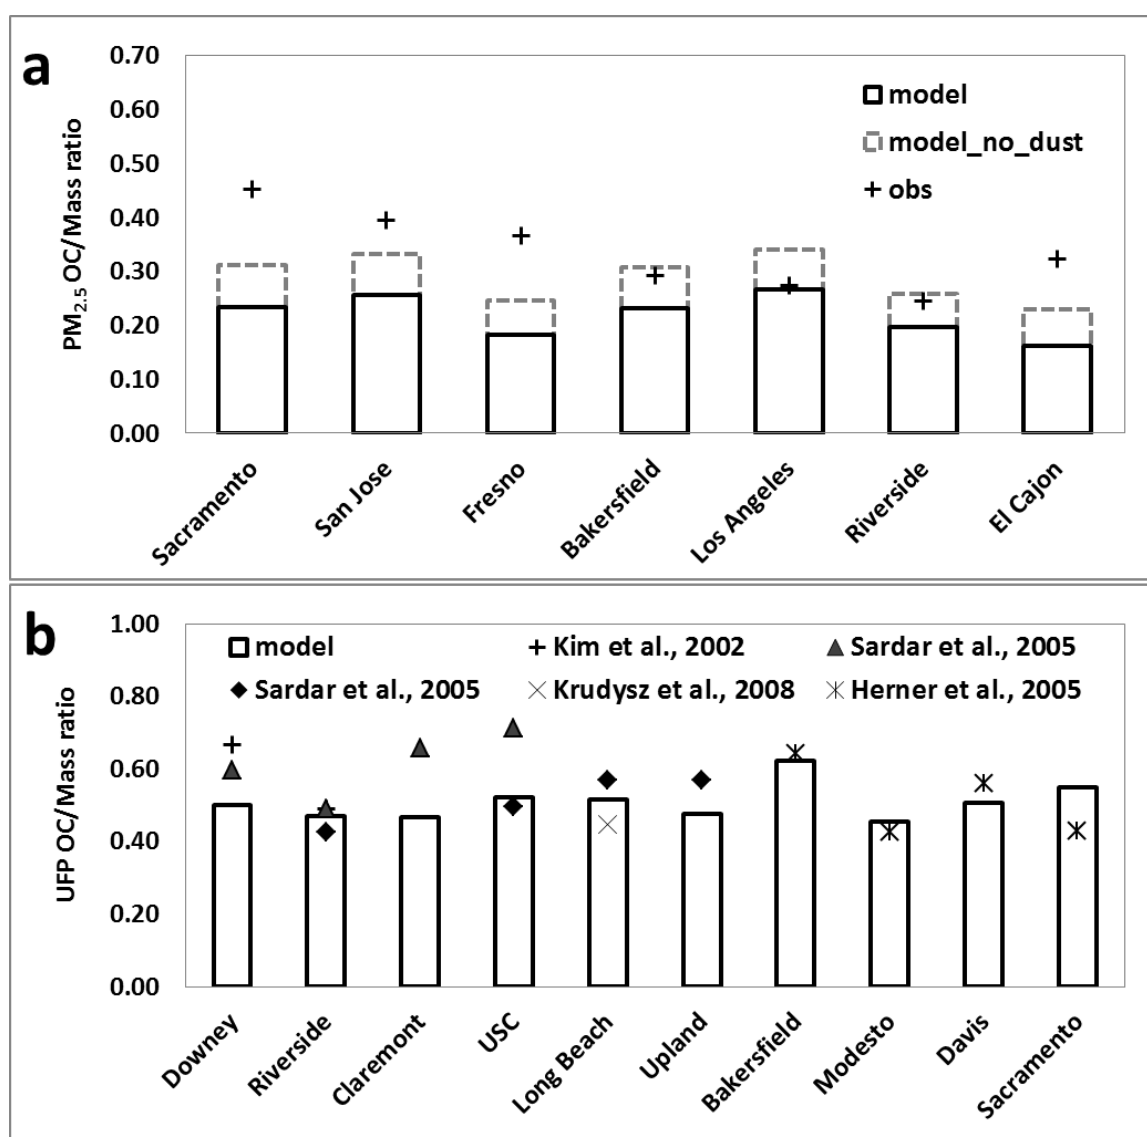 a
0.70
0.60
0.50
0.40
0.30
0.20
0.10
0.00
PM2.5 OC/Mass ratio
model
model_no_dust
obs
Sacramento
San Jose
Fresno
Bakersfield
Los Angeles
Riverside
El Cajon
b
1.00
0.80
0.60
0.40
0.20
0.00
UFP OC/Mass ratio
model Kim et al., 2002 Sardar et al., 2005
Sardar et al., 2005 Krudysz et al., 2008 Herner et al., 2005
Downey
Riverside
Claremont
USC
Long Beach
Upland
Bakersfield
Modesto
Davis
Sacramento